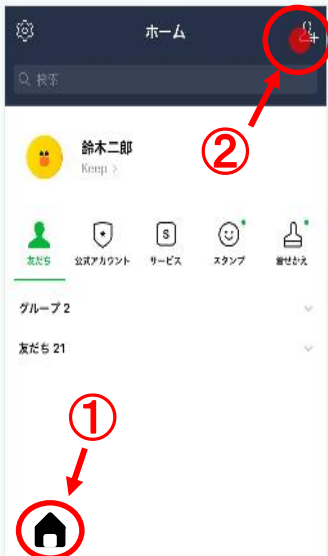 ホーム
検索
②
鈴木二郎
Keep >
S
友だち 公式アカウント サービス スタンプ 着せかえ
グループ 2
友だち 21
①